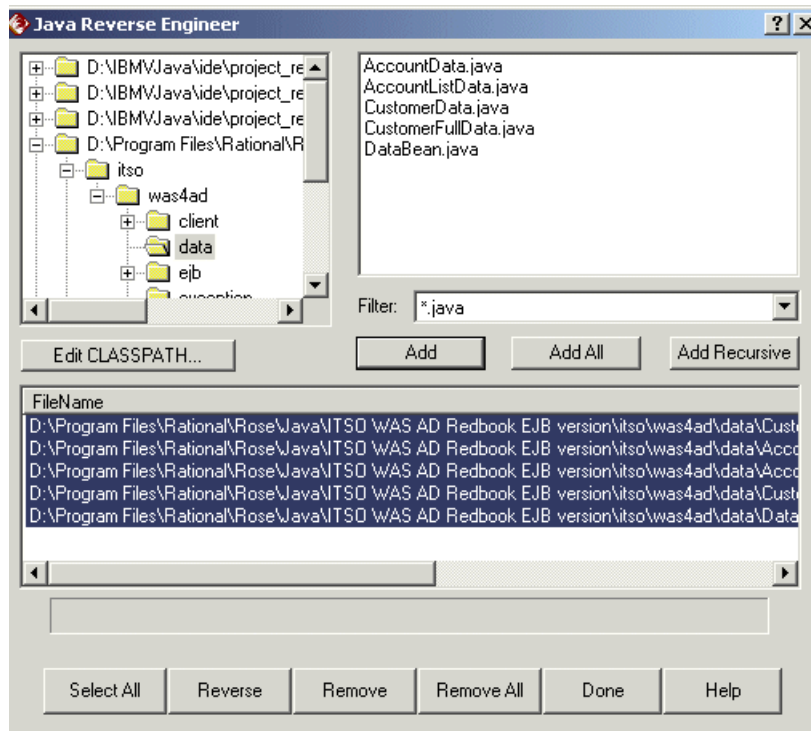 Java Reverse Engineer
D:\IBMVJava\ide\project_re
D:\IBMVJava\ide\project_re
D:\IBMVJava\ide\project_re
D:\Program Files\Rational\R
itso
was4ad
client
data
ejb
AccountData.java
AccountListData.java
CustomerData.java
CustomerFullData.java
DataBean.java
Filter: *.java
Edit CLASSPATH... Add Add All Add Recursive
FileName
D:\Program Files\Rational\Rose\Java\ITSO WAS AD Redbook EJB version\itso\was4ad\data\Cust
D:\Program Files\Rational\Rose\Java\ITSO WAS AD Redbook EJB version\itso\was4ad\data\Acco
D:\Program Files\Rational\Rose\Java\ITSO WAS AD Redbook EJB version\itso\was4ad\data\Acco
D:\Program Files\Rational\Rose\Java\ITSO WAS AD Redbook EJB version\itso\was4ad\data\Cust
D:\Program Files\Rational\Rose\Java\ITSO WAS AD Redbook EJB version\itso\was4ad\data\Data
Select All Reverse Remove Remove All Done Help